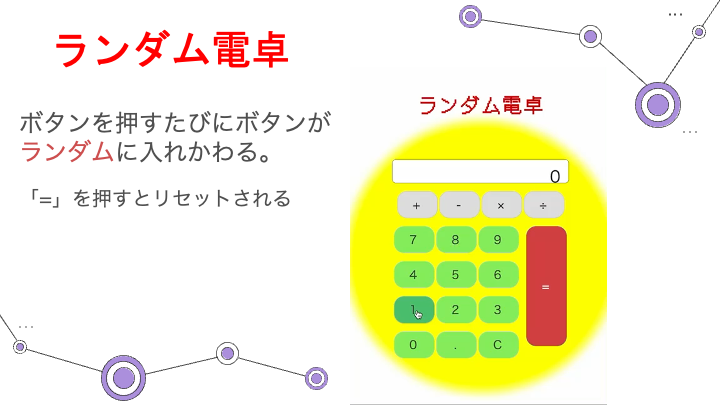 ランダム電卓
ボタンを押すたびにボタンが
ランダムに入れかわる。
「=」を押すとリセットされる
ランダム電卓
0
+ - × ÷
7 8 9
4 5 6 =
1 2 3
0 . C